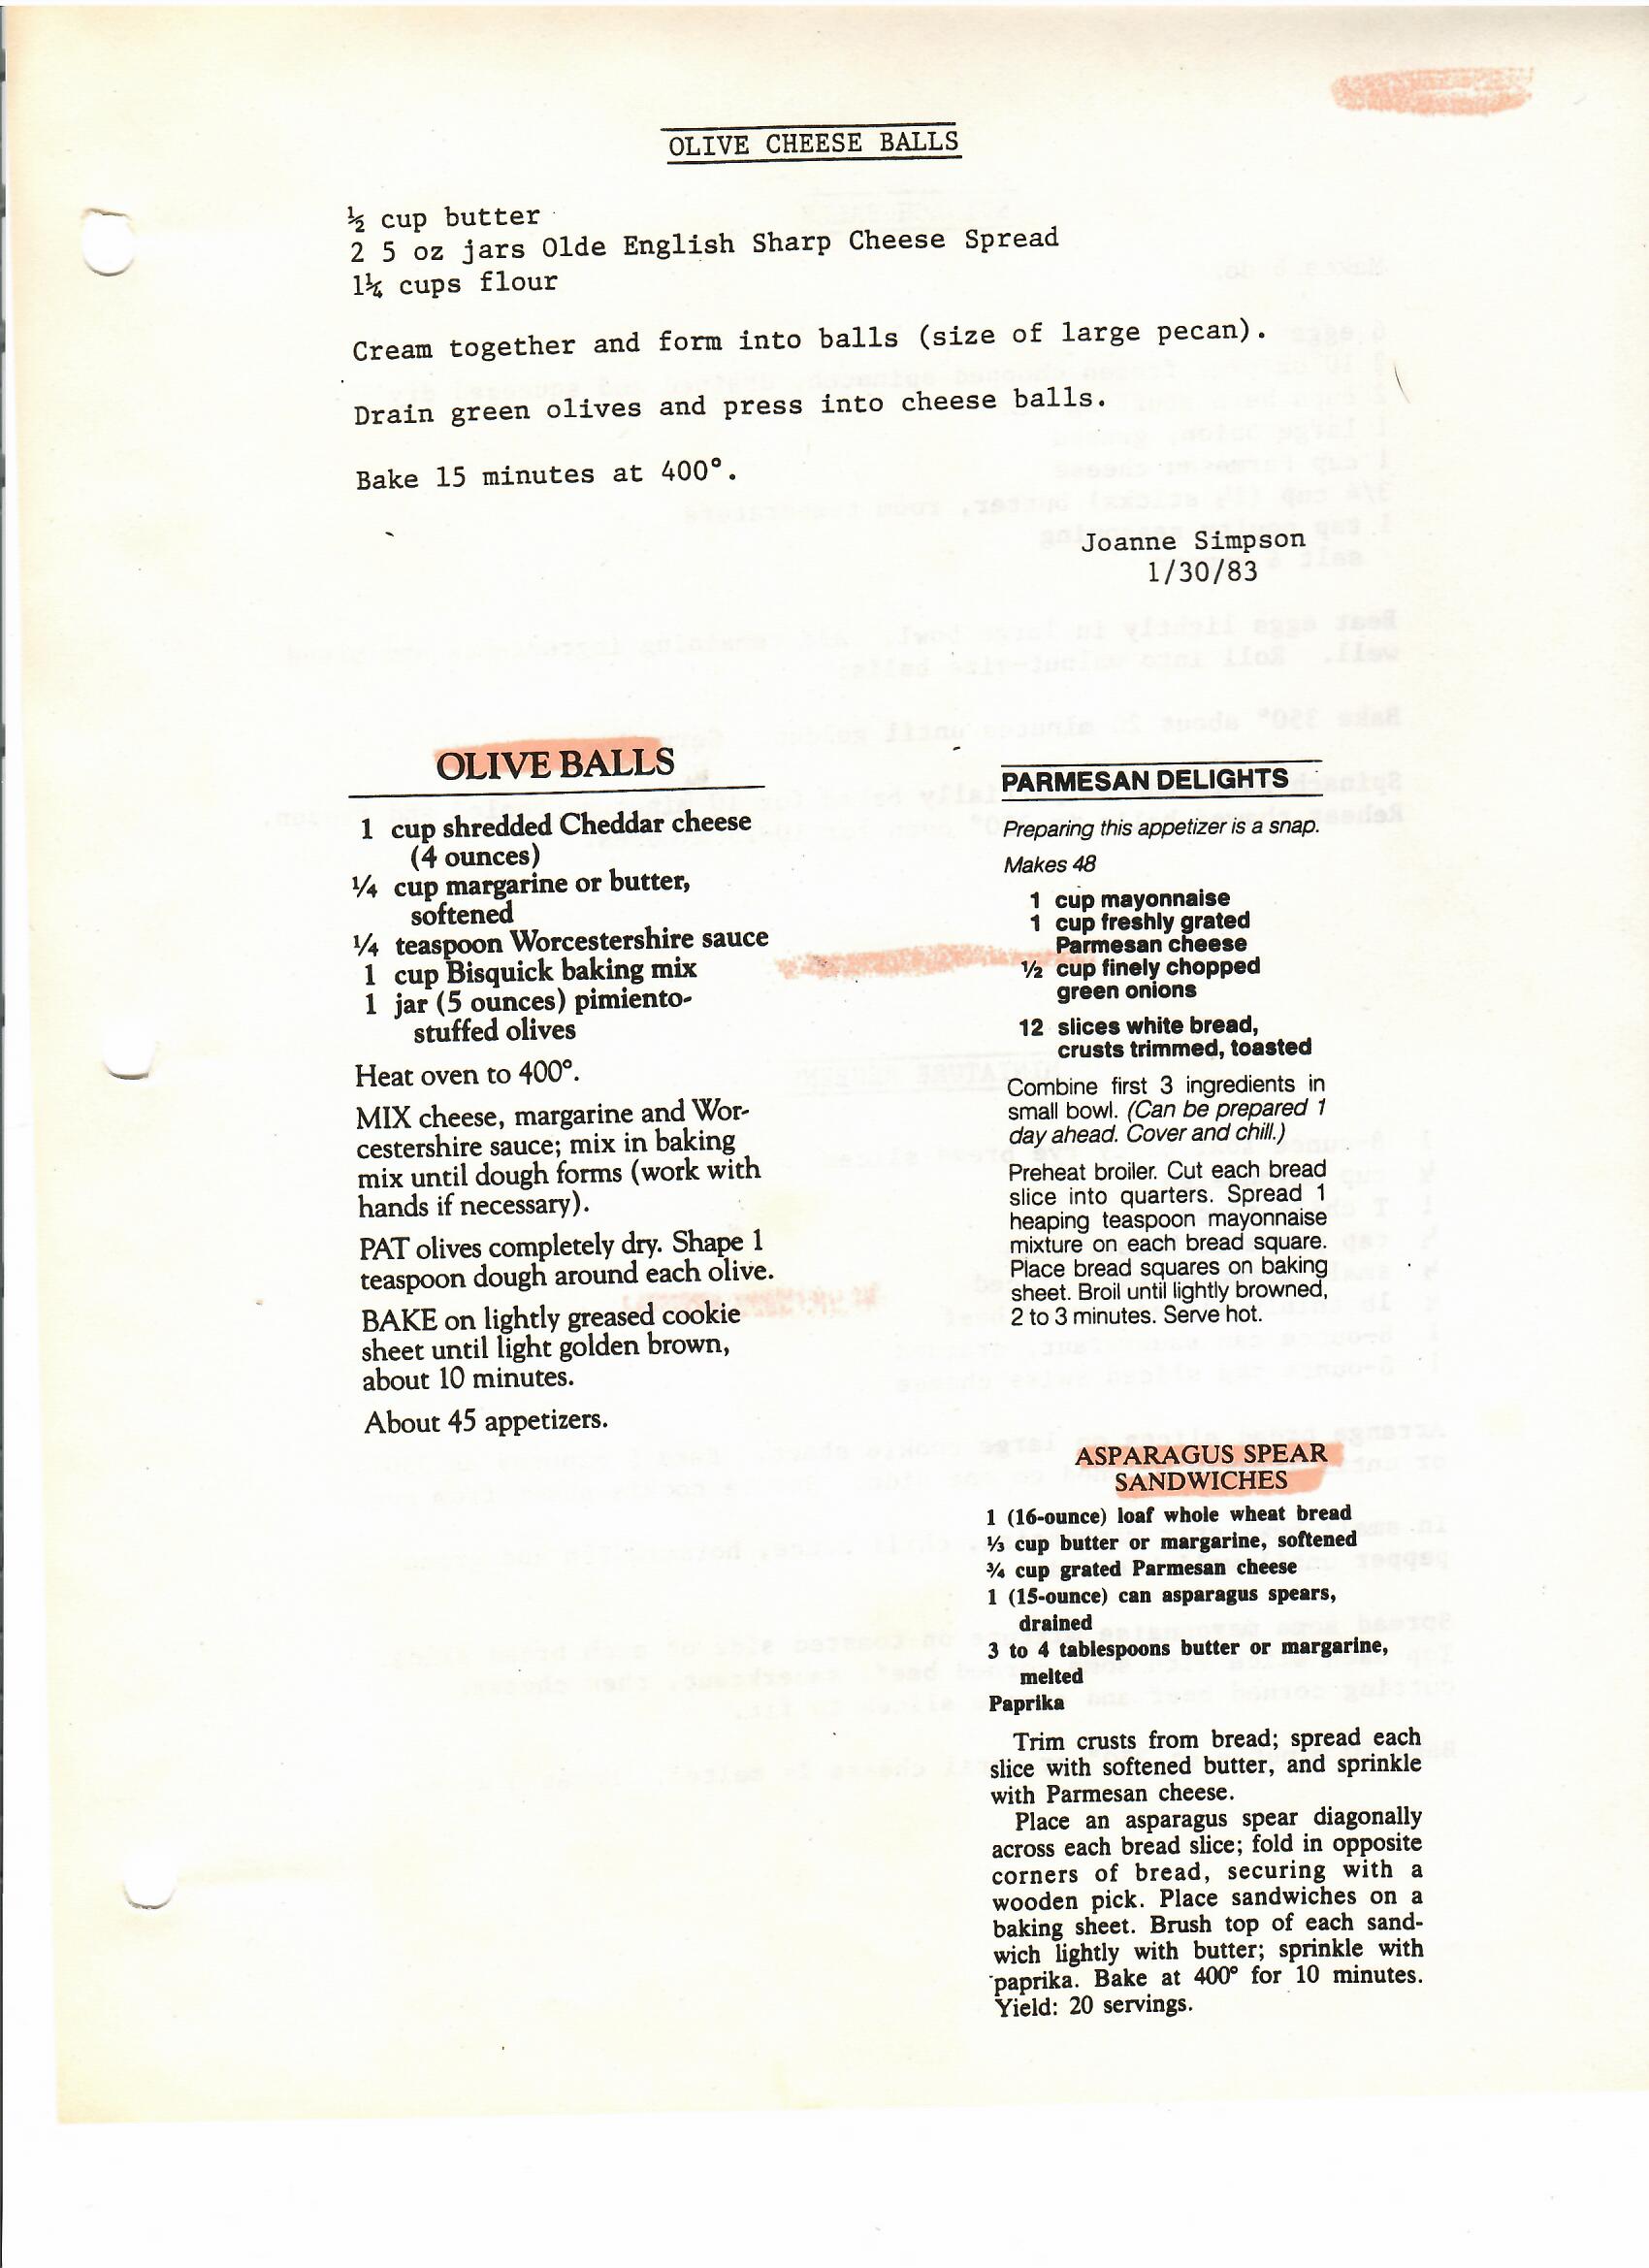 OLIVE CHEESE BALLS
½ cup butter
2 5 oz jars Olde English Sharp Cheese Spread
1¼ cups flour
Cream together and form into balls (size of large pecan).
Drain green olives and press into cheese balls.
Bake 15 minutes at 400°.
Joanne Simpson
1/30/83
OLIVE BALLS
1 cup shredded Cheddar cheese
(4 ounces)
¼ cup margarine or butter,
softened
¼ teaspoon Worcestershire sauce
1 cup Bisquick baking mix
1 jar (5 ounces) pimiento-
stuffed olives
Heat oven to 400°.
MIX cheese, margarine and Wor-
cestershire sauce; mix in baking
mix until dough forms (work with
hands if necessary).
PAT olives completely dry. Shape 1
teaspoon dough around each olive.
BAKE on lightly greased cookie
sheet until light golden brown,
about 10 minutes.
About 45 appetizers.
PARMESAN DELIGHTS
Preparing this appetizer is a snap.
Makes 48
1 cup mayonnaise
1 cup freshly grated
Parmesan cheese
½ cup finely chopped
green onions
12 slices white bread,
crusts trimmed, toasted
Combine first 3 ingredients in
small bowl. (Can be prepared 1
day ahead. Cover and chill.)
Preheat broiler. Cut each bread
slice into quarters. Spread 1
heaping teaspoon mayonnaise
mixture on each bread square.
Place bread squares on baking
sheet. Broil until lightly browned,
2 to 3 minutes. Serve hot.
ASPARAGUS SPEAR
SANDWICHES
1 (16-ounce) loaf whole wheat bread
⅓ cup butter or margarine, softened
¾ cup grated Parmesan cheese
1 (15-ounce) can asparagus spears,
drained
3 to 4 tablespoons butter or margarine,
melted
Paprika
Trim crusts from bread; spread each
slice with softened butter, and sprinkle
with Parmesan cheese.
Place an asparagus spear diagonally
across each bread slice; fold in opposite
corners of bread, securing with a
wooden pick. Place sandwiches on a
baking sheet. Brush top of each sand-
wich lightly with butter; sprinkle with
paprika. Bake at 400° for 10 minutes.
Yield: 20 servings.